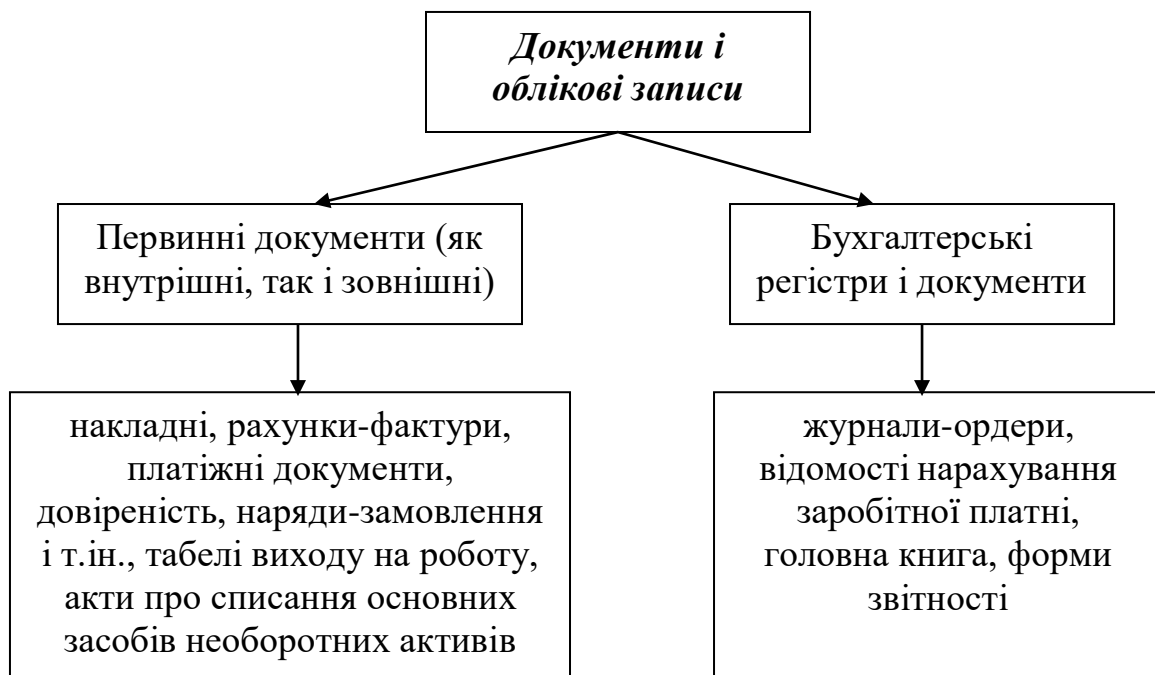 Документи і
облікові записи
Первинні документи (як
внутрішні, так і зовнішні)
Бухгалтерські
регістри і документи
накладні, рахунки-фактури,
платіжні документи,
довіреність, наряди-замовлення
і т.ін., табелі виходу на роботу,
акти про списання основних
засобів необоротних активів
журнали-ордери,
відомості нарахування
заробітної платні,
головна книга, форми
звітності